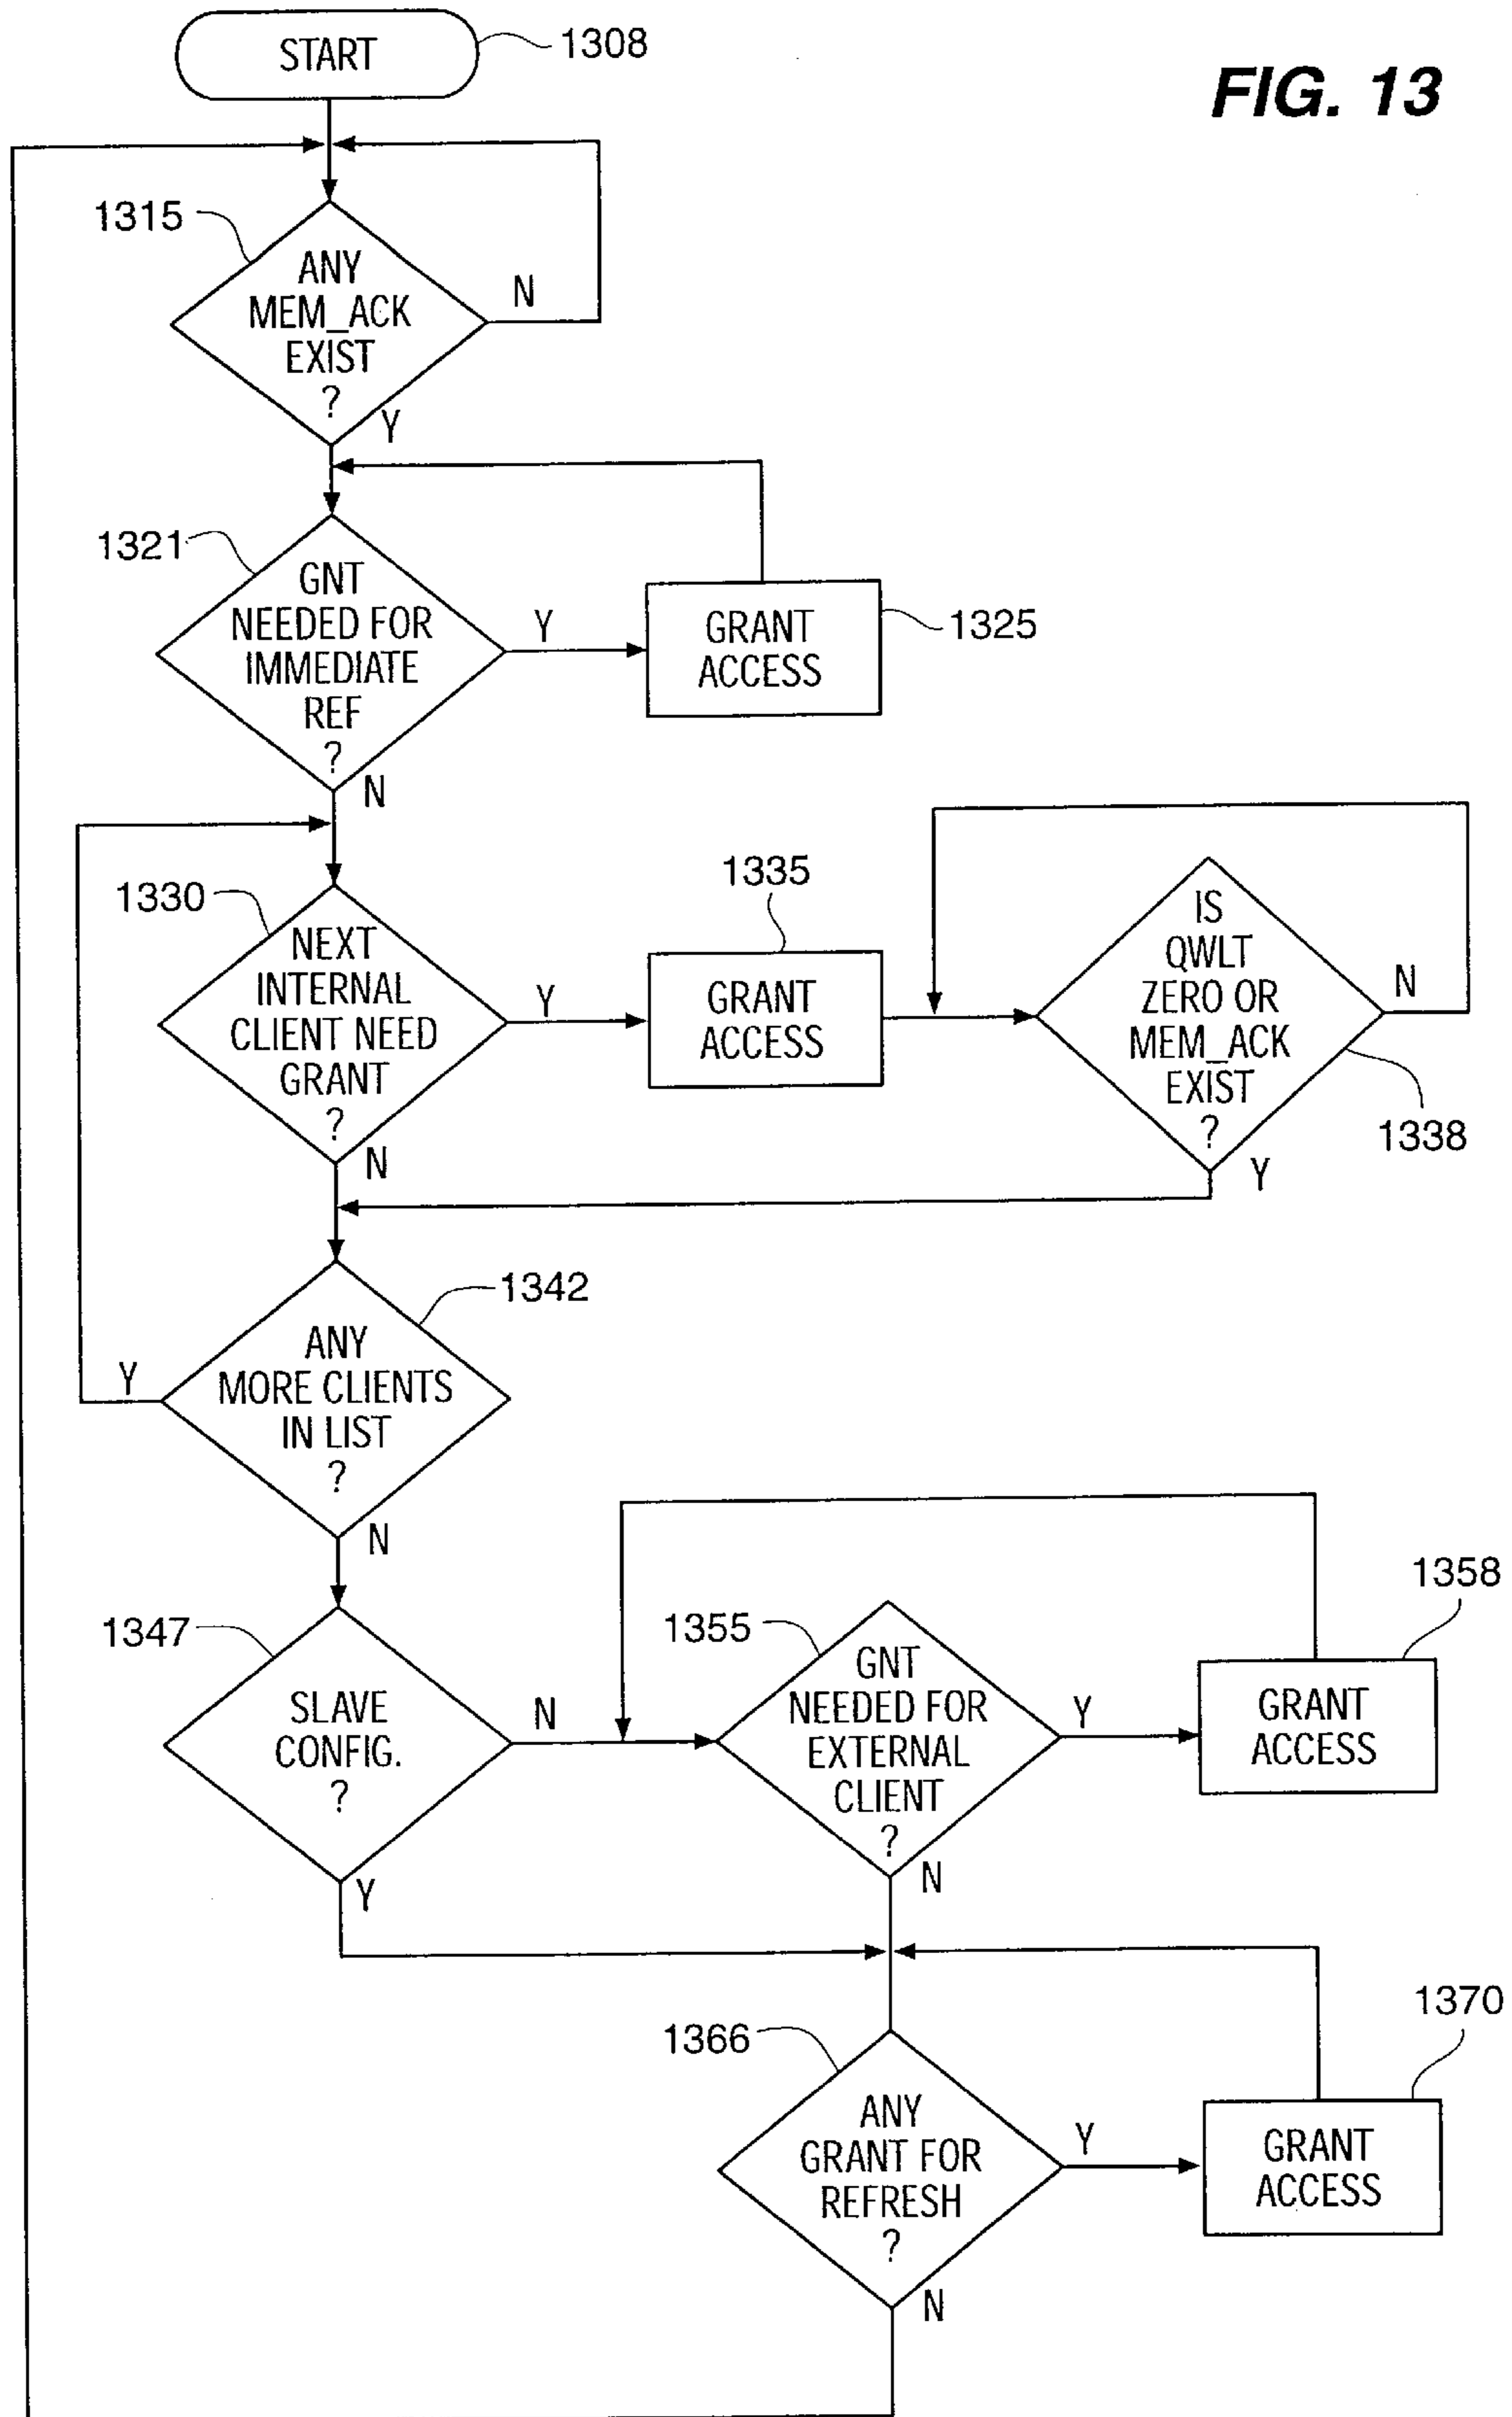 START
1308
FIG. 13
1315
ANY
MEM_ACK
EXIST
?
N
Y
1321
GNT
NEEDED FOR
IMMEDIATE
REF
?
Y
N
GRANT
ACCESS
1325
1330
NEXT
INTERNAL
CLIENT NEED
GRANT
?
Y
N
1335
GRANT
ACCESS
IS
QWLT
ZERO OR
MEM_ACK
EXIST
?
N
Y
1338
1342
ANY
MORE CLIENTS
IN LIST
?
Y
N
1347
SLAVE
CONFIG.
?
N
Y
1355
GNT
NEEDED FOR
EXTERNAL
CLIENT
?
Y
N
1358
GRANT
ACCESS
1366
ANY
GRANT FOR
REFRESH
?
Y
N
1370
GRANT
ACCESS